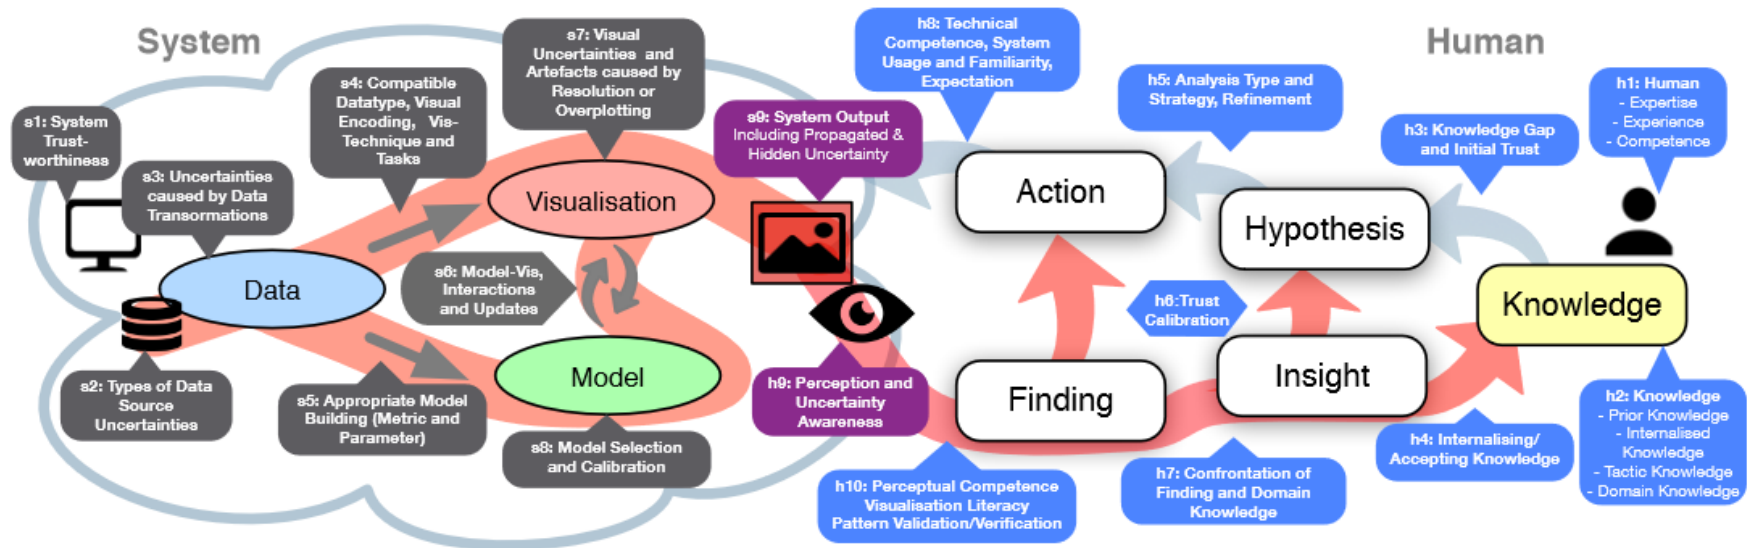 System
Human
s1: System
Trust-
worthiness
s3: Uncertainties
caused by Data
Transormations
s4: Compatible
Datatype, Visual
Encoding, Vis-
Technique and
Tasks
s7: Visual
Uncertainties and
Artefacts caused by
Resolution or
Overplotting
s9: System Output
Including Propagated &
Hidden Uncertainty
h8: Technical
Competence, System
Usage and Familiarity,
Expectation
h5: Analysis Type and
Strategy, Refinement
h3: Knowledge Gap
and Initial Trust
h1: Human
- Expertise
- Experience
- Competence
Visualisation
Action
Hypothesis
Data
s6: Model-Vis,
Interactions
and Updates
h6:Trust
Calibration
Knowledge
Model
Finding
Insight
s2: Types of Data
Source
Uncertainties
s5: Appropriate Model
Building (Metric and
Parameter)
s8: Model Selection
and Calibration
h9: Perception and
Uncertainty
Awareness
h10: Perceptual Competence
Visualisation Literacy
Pattern Validation/Verification
h7: Confrontation of
Finding and Domain
Knowledge
h4: Internalising/
Accepting Knowledge
h2: Knowledge
- Prior Knowledge
- Internalised
Knowledge
- Tactic Knowledge
- Domain Knowledge